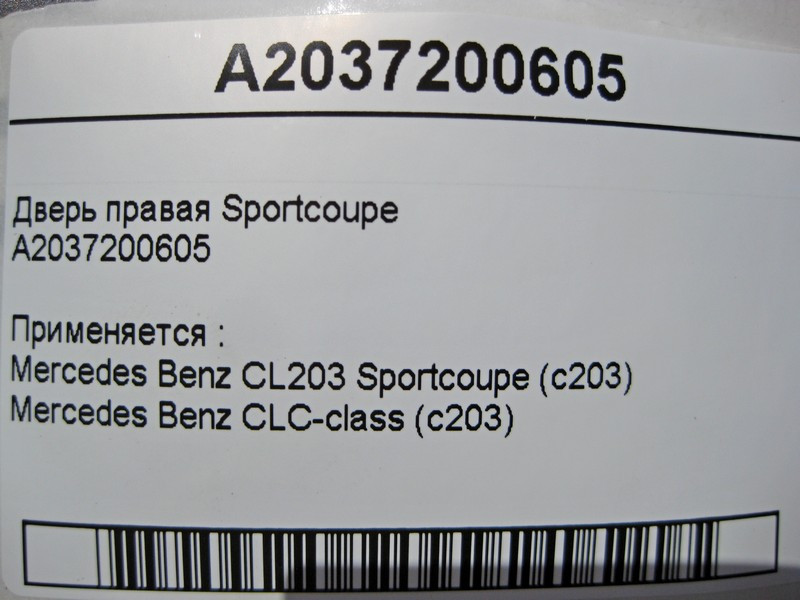 A2037200605
Дверь правая Sportcoupe
A2037200605
Применяется :
Mercedes Benz CL203 Sportcoupe (c203)
Mercedes Benz CLC-class (c203)